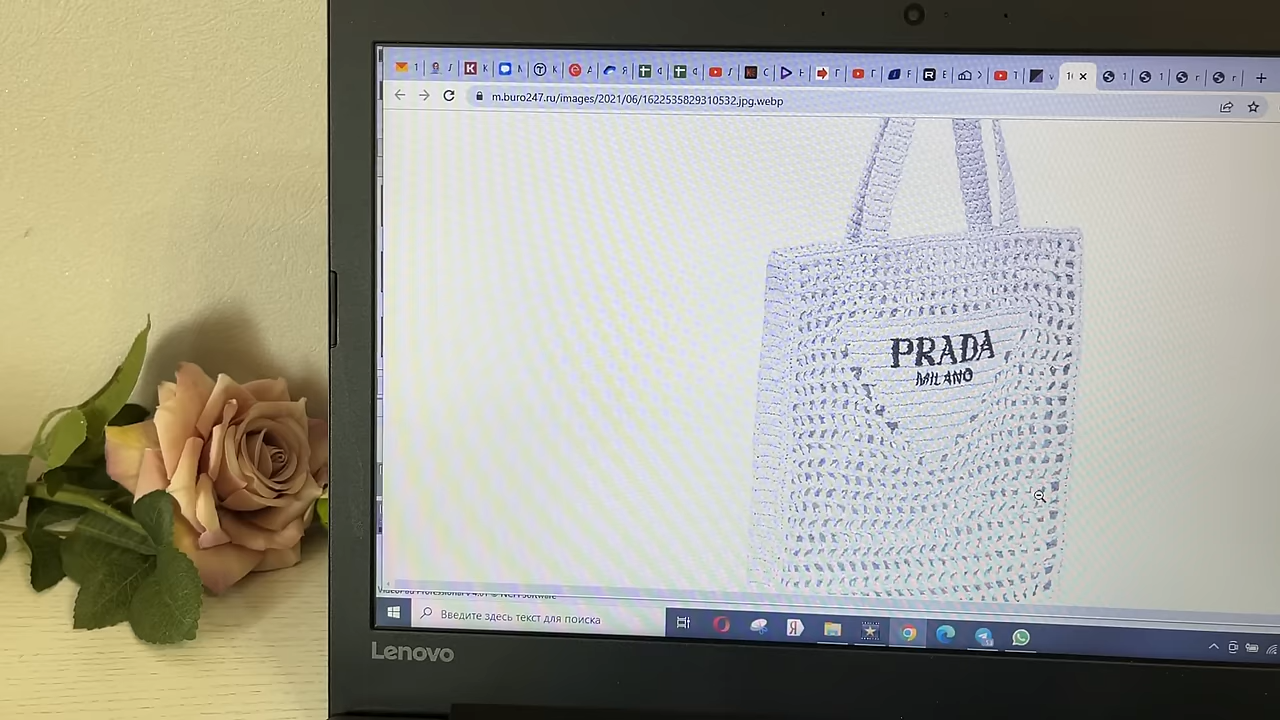 m.buro247.ru/images/2021/06/1622535829310532.jpg.webp
PRADA
MILANO
Введите здесь текст для поиска
Lenovo